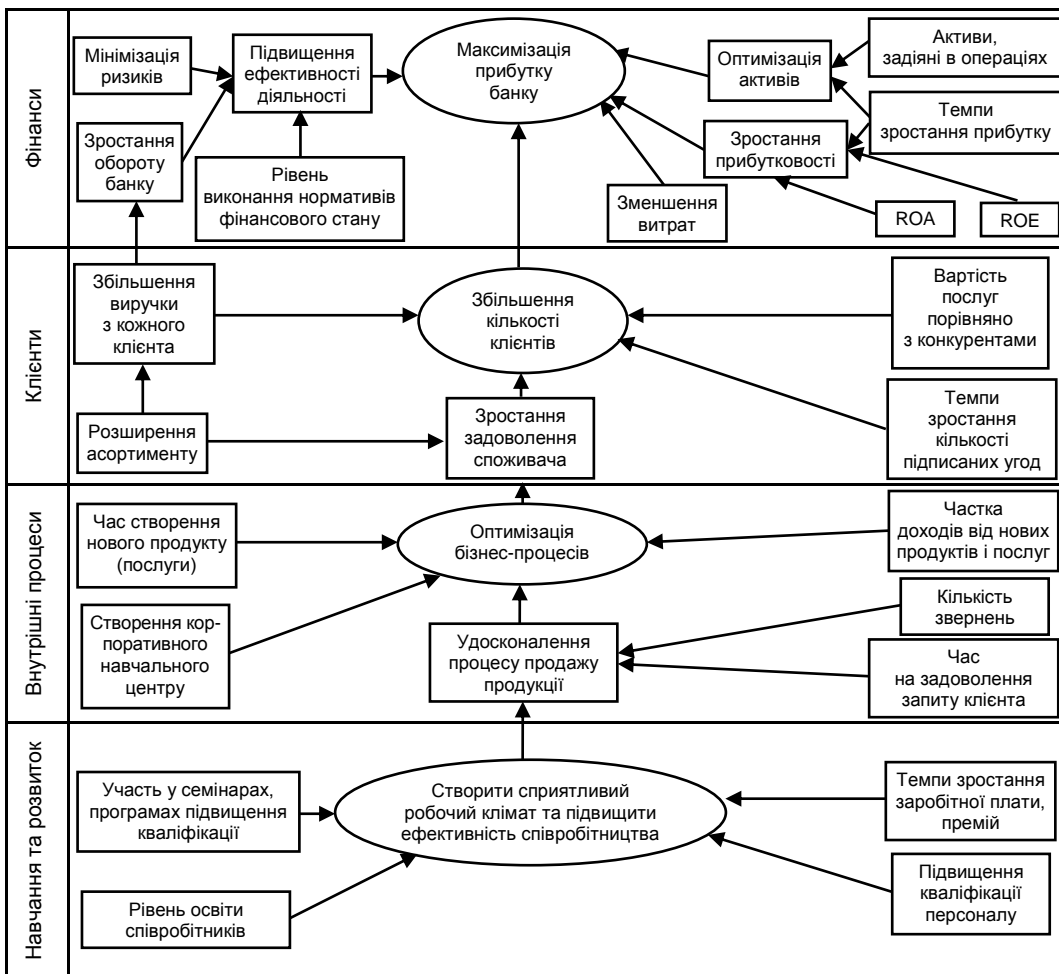 Фінанси
Мінімізація
ризиків
Підвищення
ефективності
діяльності
Максимізація
прибутку
банку
Оптимізація
активів
Активи,
задіяні в операціях
Зростання
обороту
банку
Рівень
виконання нормативів
фінансового стану
Зменшення
витрат
Зростання
прибутковості
Темпи
зростання прибутку
ROA
ROE
Клієнти
Збільшення
виручки
з кожного
клієнта
Збільшення
кількості
клієнтів
Вартість
послуг
порівняно
з конкурентами
Розширення
асортименту
Зростання
задоволення
споживача
Темпи
зростання
кількості
підписаних угод
Внутрішні процеси
Час створення
нового продукту
(послуги)
Оптимізація
бізнес-процесів
Частка
доходів від нових
продуктів і послуг
Створення кор-
поративного
навчального
центру
Удосконалення
процесу продажу
продукції
Кількість
звернень
Час
на задоволення
запиту клієнта
Навчання та розвиток
Участь у семінарах,
програмах підвищення
кваліфікації
Створити сприятливий
робочий клімат та підвищити
ефективність співробітництва
Темпи зростання
заробітної плати,
премій
Рівень освіти
співробітників
Підвищення
кваліфікації
персоналу